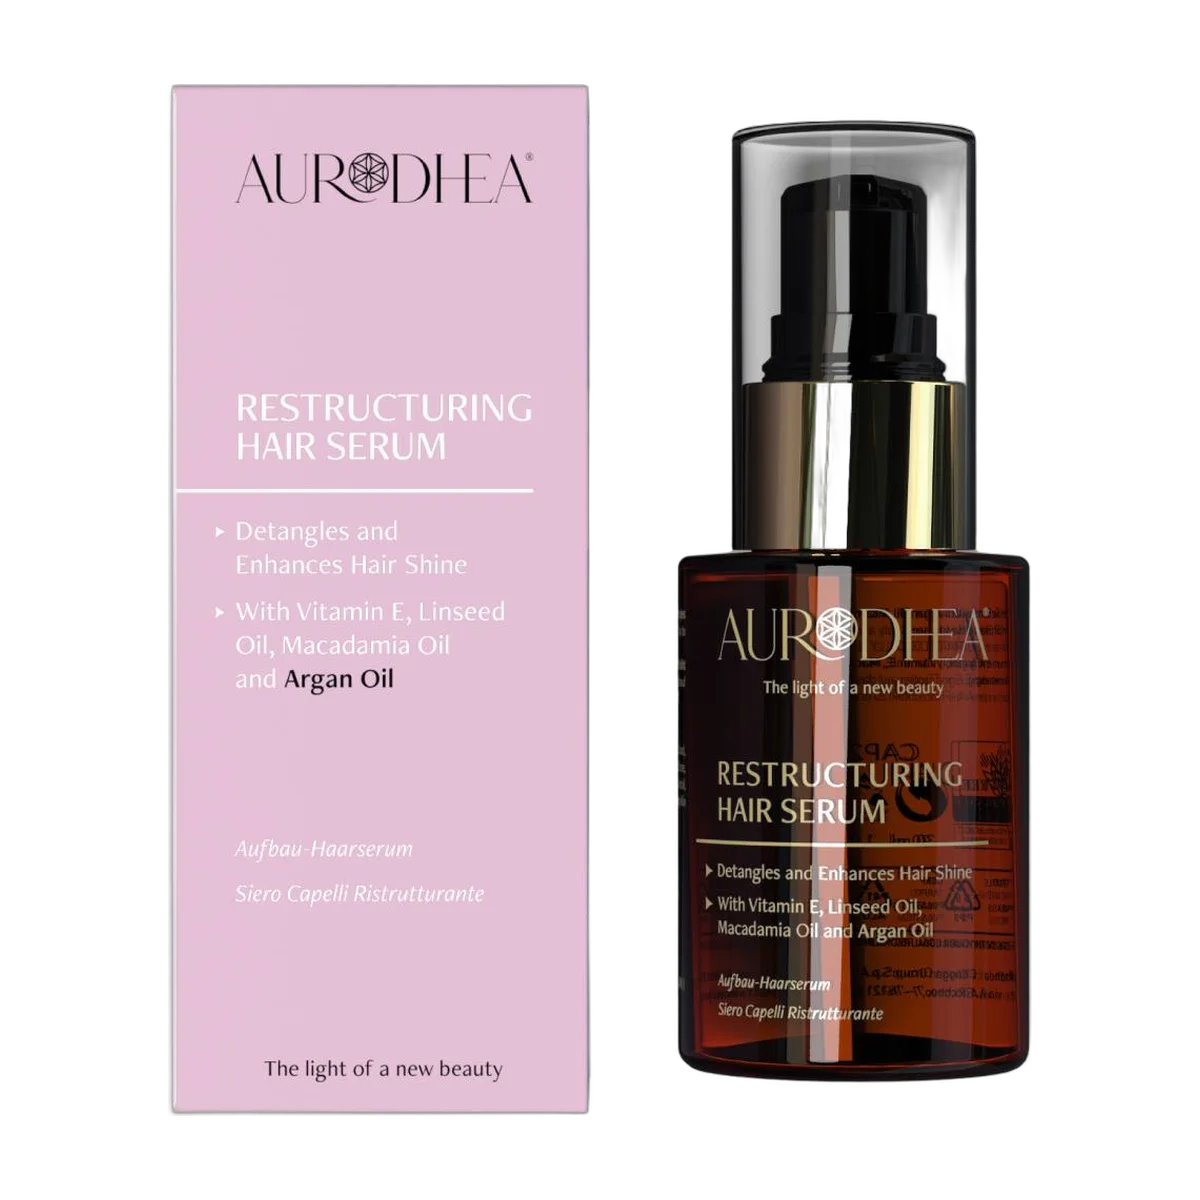 AURODHEA®
RESTRUCTURING
HAIR SERUM
Detangles and
Enhances Hair Shine
With Vitamin E, Linseed
Oil, Macadamia Oil
and Argan Oil
Aufbau-Haarserum
Siero Capelli Ristrutturante
The light of a new beauty
AURODHEA®
The light of a new beauty
RESTRUCTURING
HAIR SERUM
Detangles and Enhances Hair Shine
With Vitamin E, Linseed Oil,
Macadamia Oil and Argan Oil
Aufbau-Haarserum
Siero Capelli Ristrutturante